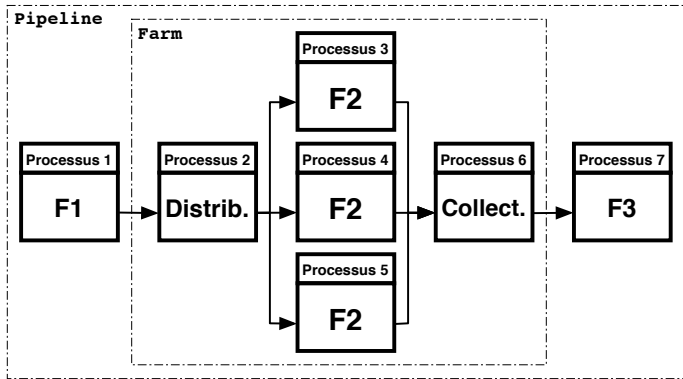 Pipeline
Farm
Processus 3
F2
Processus 1
F1
Processus 2
Distrib.
Processus 4
F2
Processus 6
Collect.
Processus 7
F3
Processus 5
F2